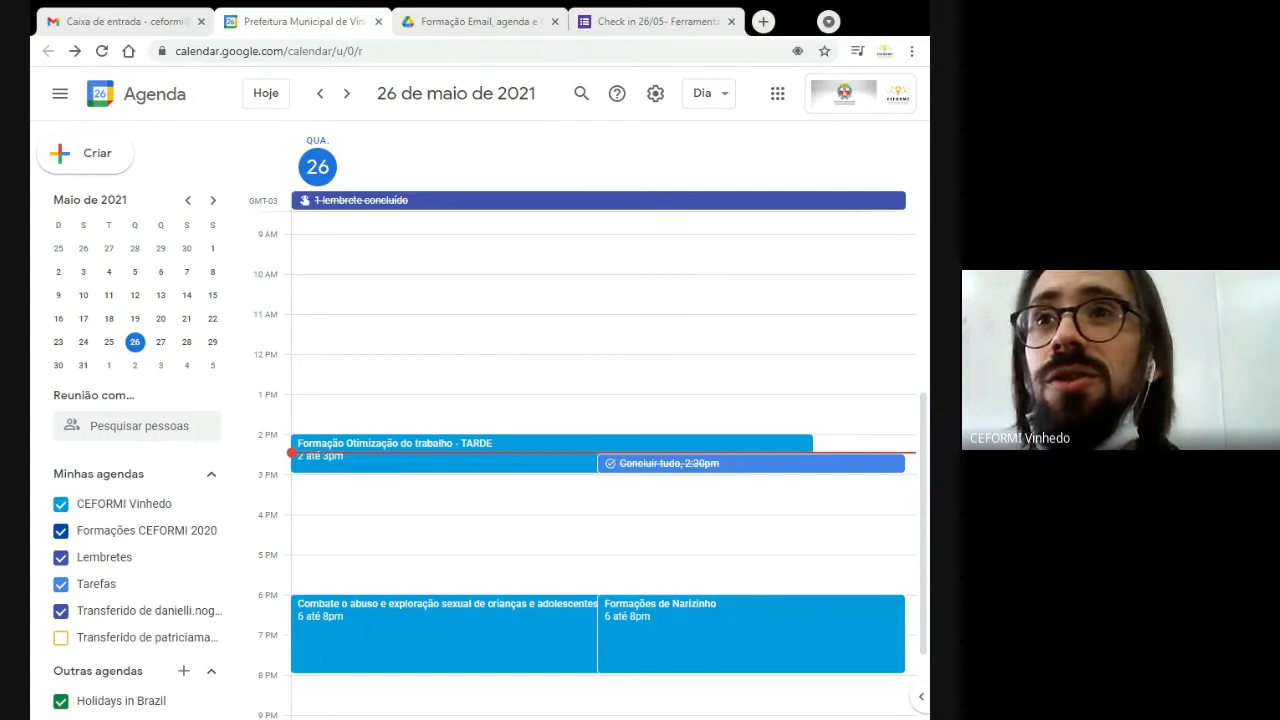 Caixa de entrada - ceformi@
Prefeitura Municipal de Vin
Formação Email, agenda e
Check in 26/05- Ferramenta
calendar.google.com/calendar/u/0/r
26
Agenda
Hoje
26 de maio de 2021
Dia
CEFORMI
Criar
QUA.
26
GMT-03
1 lembrete concluído
Maio de 2021
D S T Q Q S S
25 26 27 28 29 30 1
2 3 4 5 6 7 8
9 10 11 12 13 14 15
16 17 18 19 20 21 22
23 24 25 26 27 28 29
30 31 1 2 3 4 5
Reunião com...
Pesquisar pessoas
Minhas agendas
CEFORMI Vinhedo
Formações CEFORMI 2020
Lembretes
Tarefas
Transferido de danielli.nog...
Transferido de patriciama...
Outras agendas
Holidays in Brazil
9 AM
10 AM
11 AM
12 PM
1 PM
2 PM
3 PM
4 PM
5 PM
6 PM
7 PM
8 PM
9 PM
Formação Otimização do trabalho - TARDE
2 até 3pm
Concluir tudo, 2:30pm
Combate o abuso e exploração sexual de crianças e adolescentes
6 até 8pm
Formações de Narizinho
6 até 8pm
CEFORMI Vinhedo